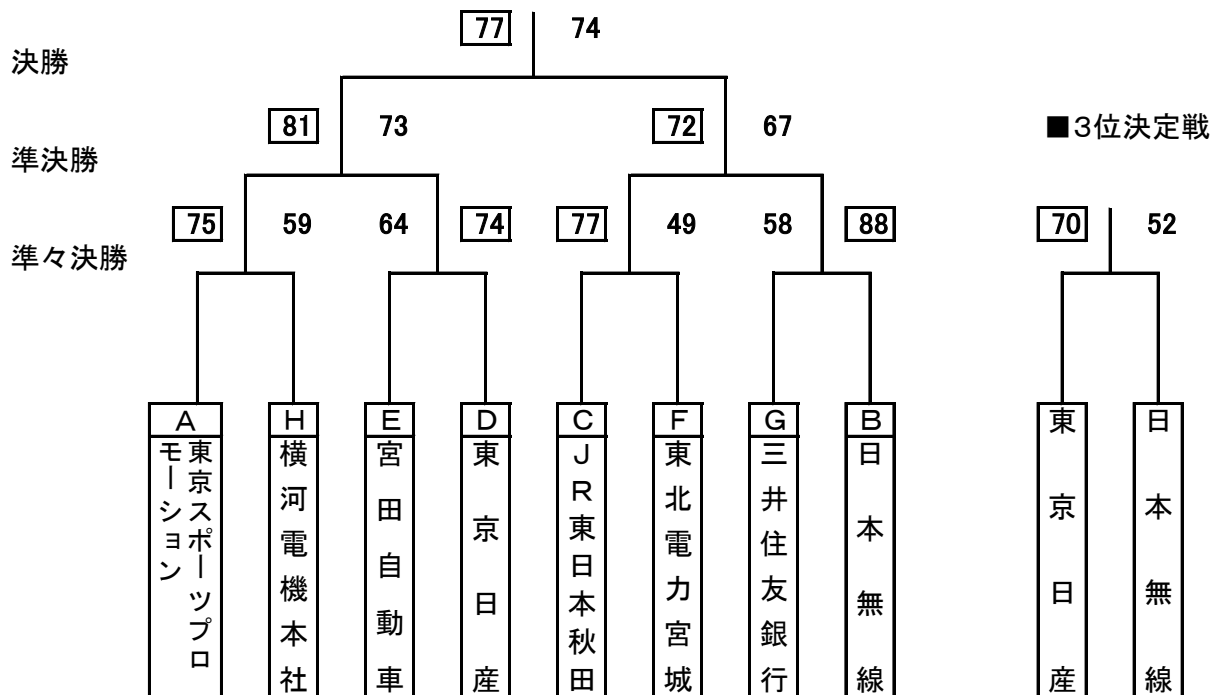 77 74
決勝
81 73 72 67
■3位決定戦
準決勝
75 59 64 74 77 49 58 88 70 52
準々決勝
A H E D C F G B
東京スポーツプロモーション
横河電機本社
宮田自動車
東京日産
JR東日本秋田
東北電力宮城
三井住友銀行
日本無線
東京日産
日本無線